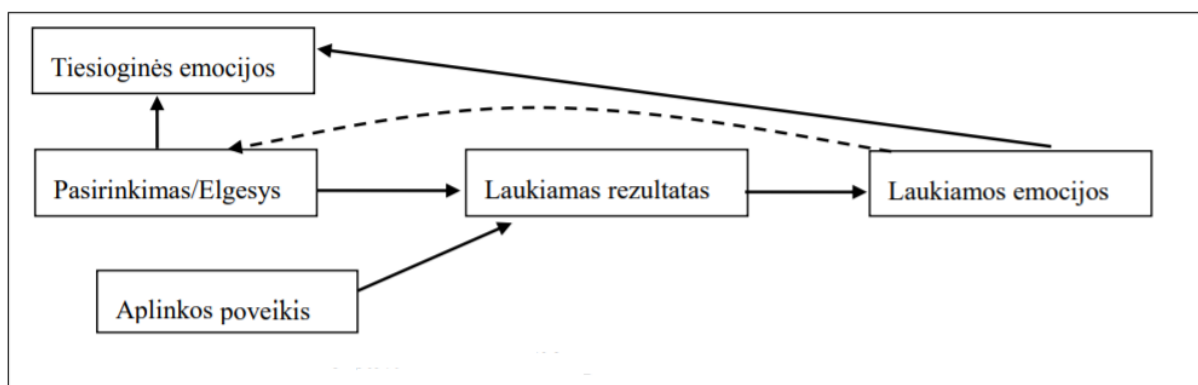 Tiesioginės emocijos
Pasirinkimas/Elgesys
Laukiamas rezultatas
Laukiamos emocijos
Aplinkos poveikis